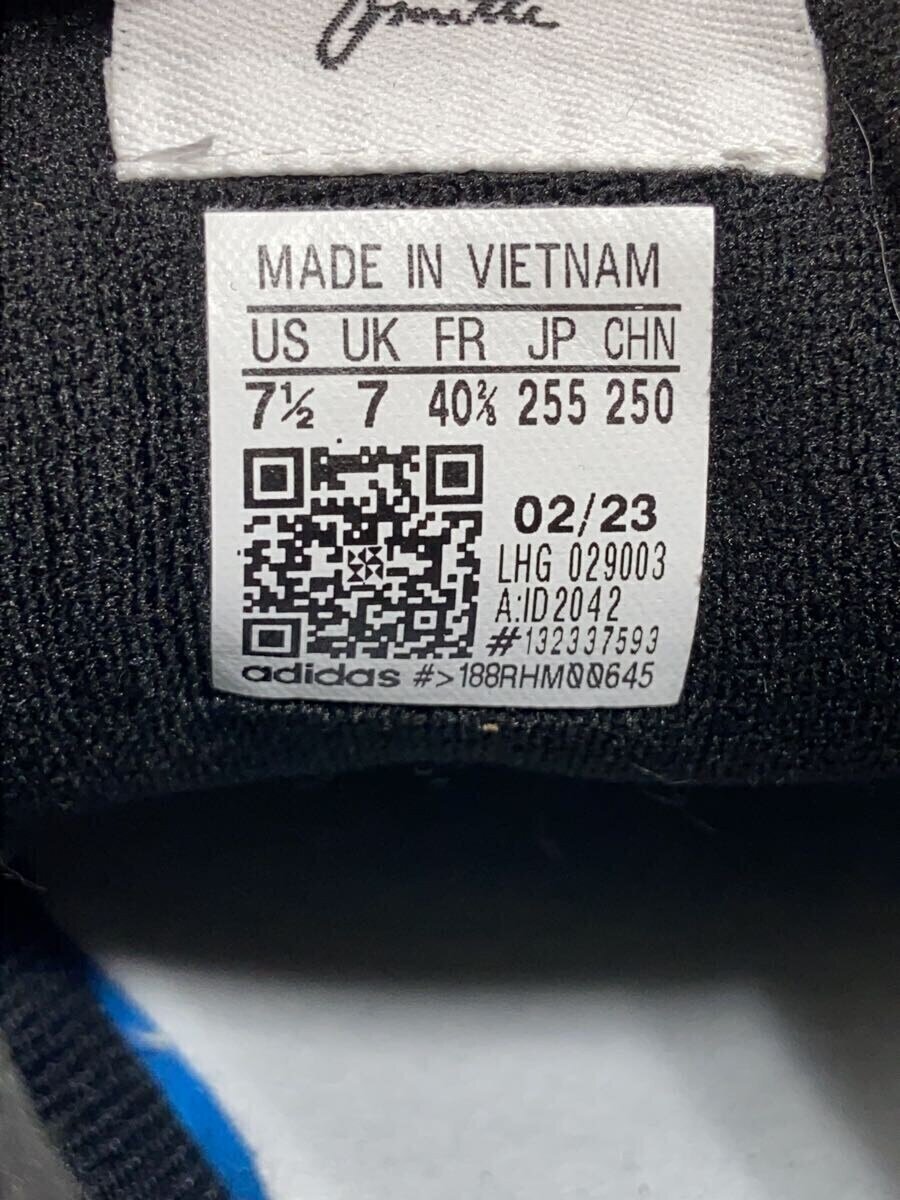 MADE IN VIETNAM
US UK FR JP CHN
7½ 7 40⅔ 255 250
02/23
LHG 029003
A:ID2042
#132337593
adidas #>188RHM00645